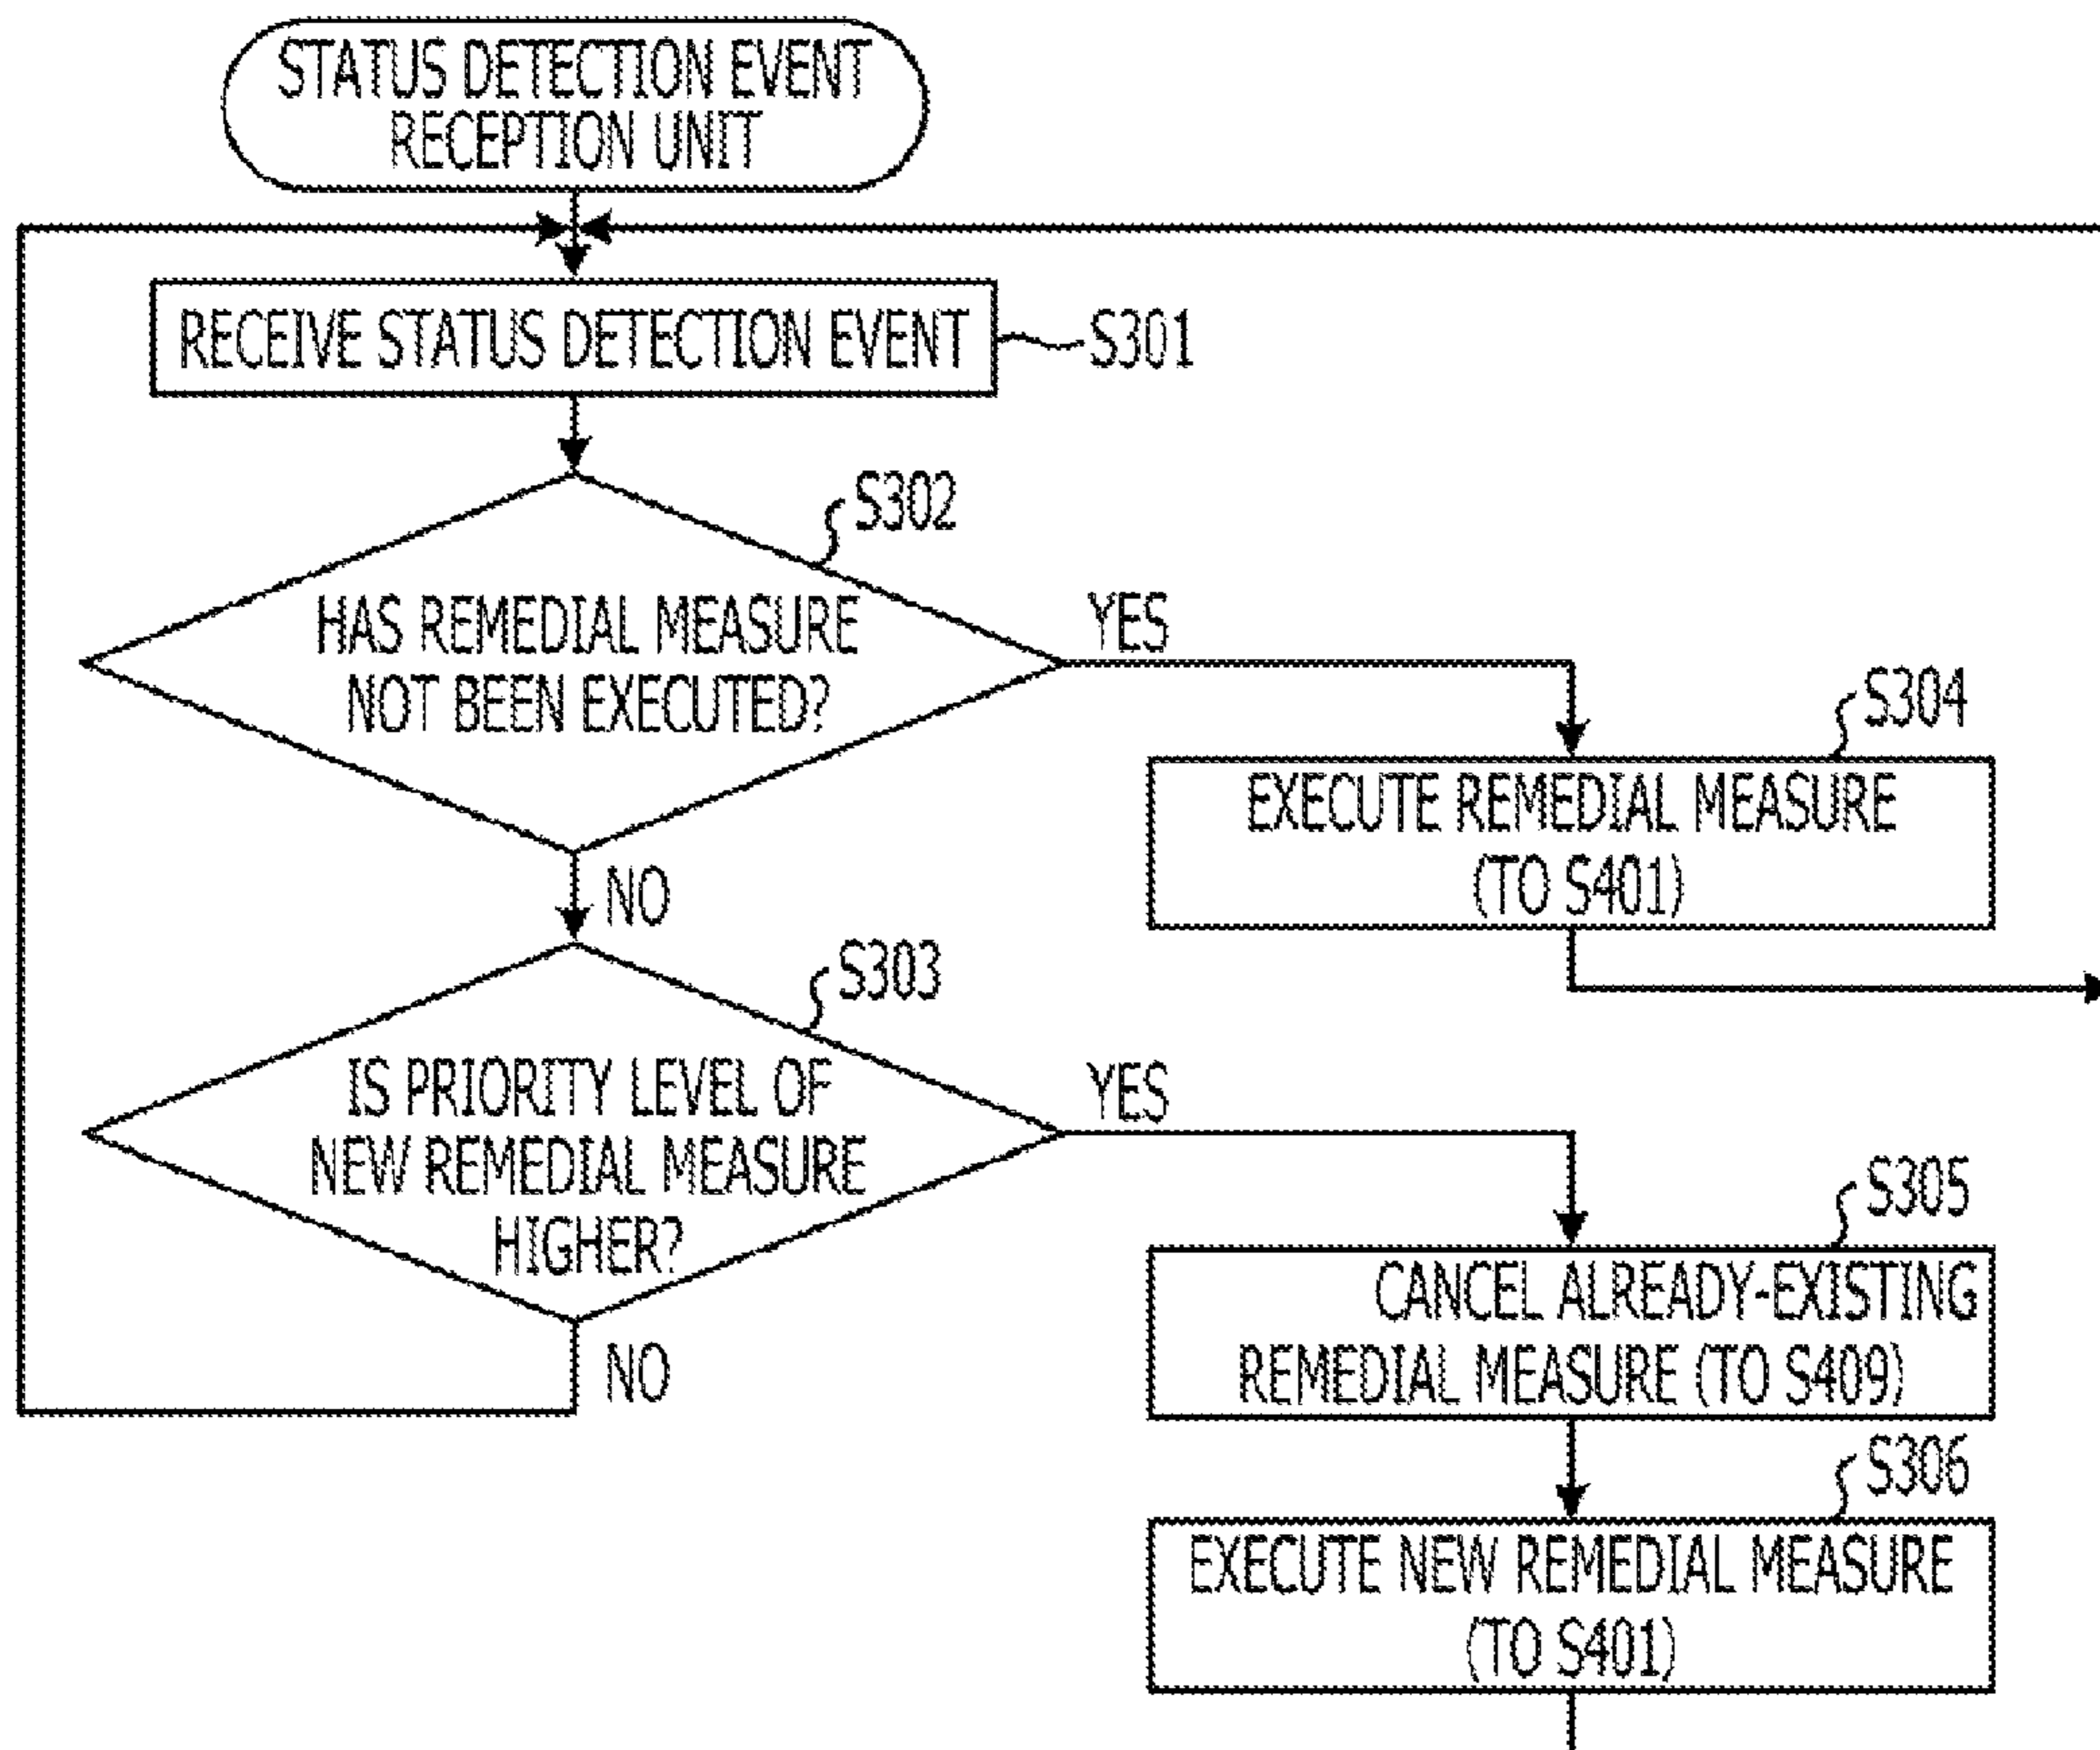 STATUS DETECTION EVENT
RECEPTION UNIT
RECEIVE STATUS DETECTION EVENT
S301
S302
HAS REMEDIAL MEASURE
NOT BEEN EXECUTED?
YES
NO
S304
EXECUTE REMEDIAL MEASURE
(TO S401)
S303
IS PRIORITY LEVEL OF
NEW REMEDIAL MEASURE
HIGHER?
YES
NO
S305
CANCEL ALREADY-EXISTING
REMEDIAL MEASURE (TO S409)
S306
EXECUTE NEW REMEDIAL MEASURE
(TO S401)